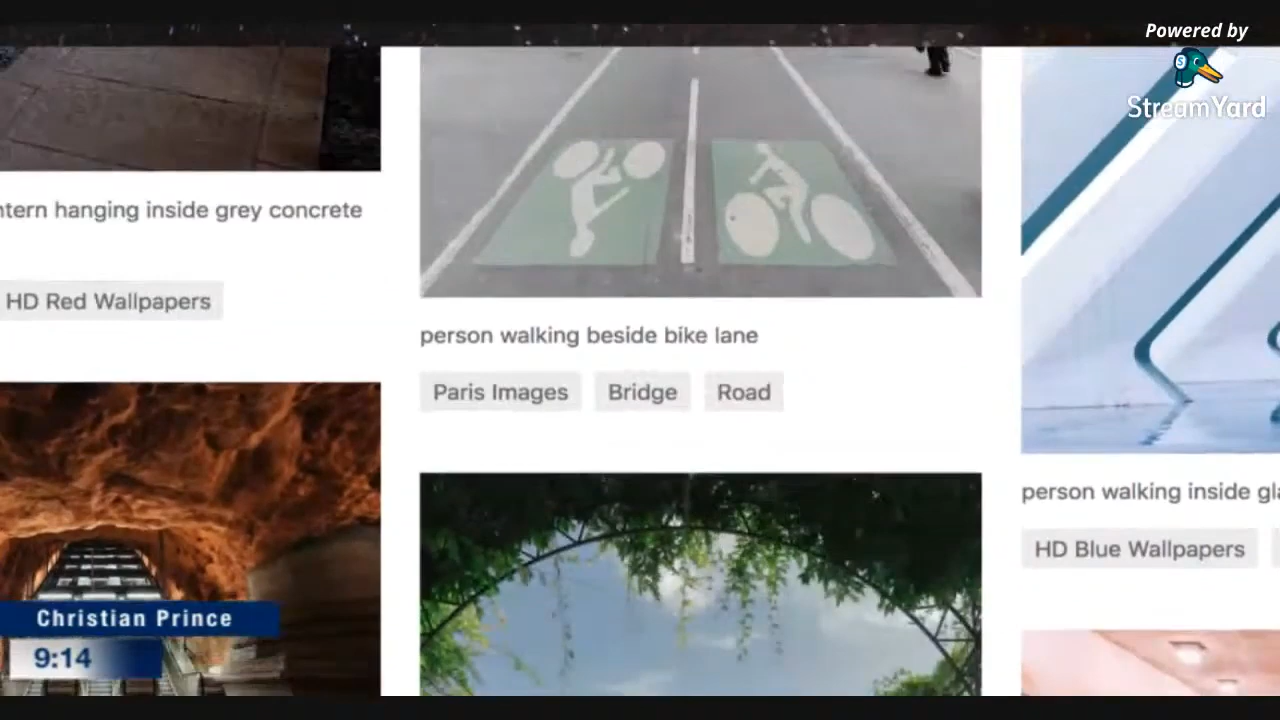 Powered by
StreamYard
ntern hanging inside grey concrete
HD Red Wallpapers
person walking beside bike lane
Paris Images
Bridge
Road
person walking inside gla
HD Blue Wallpapers
Christian Prince
9:14